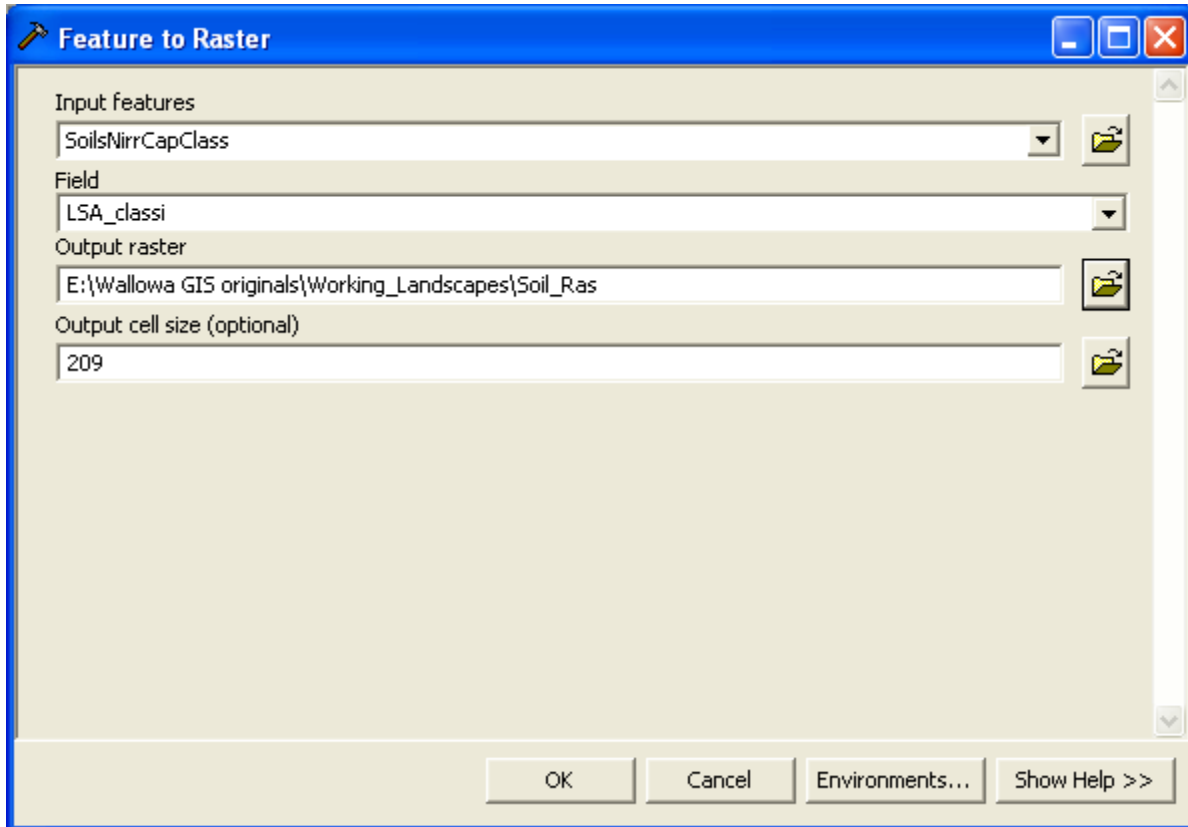 Feature to Raster
Input features
SoilsNirrCapClass
Field
LSA_classi
Output raster
E:\Wallowa GIS originals\Working_Landscapes\Soil_Ras
Output cell size (optional)
209
OK Cancel Environments... Show Help >>